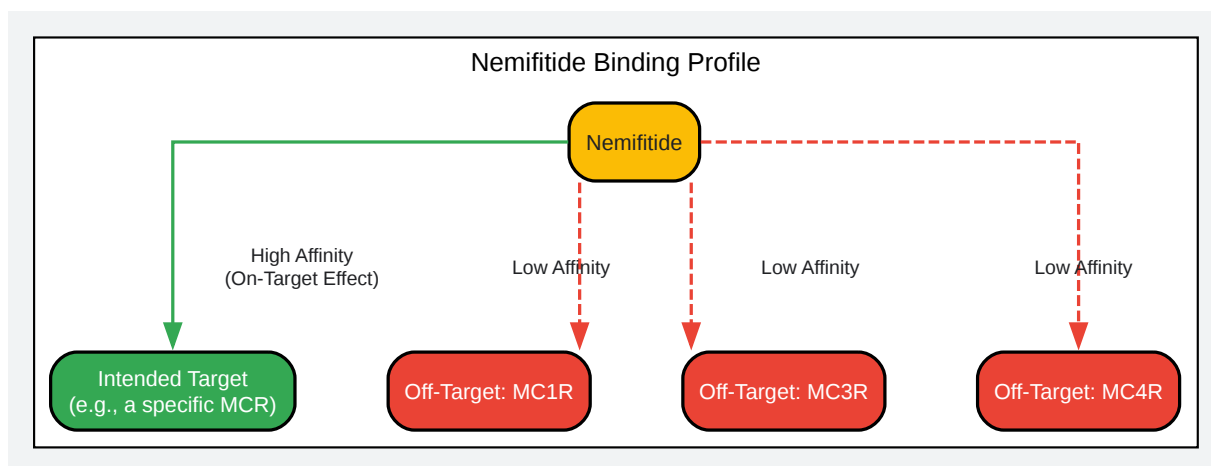 Nemifitide Binding Profile
Nemifitide
High Affinity
(On-Target Effect)
Low Affinity
Low Affinity
Low Affinity
Intended Target
(e.g., a specific MCR)
Off-Target: MC1R
Off-Target: MC3R
Off-Target: MC4R